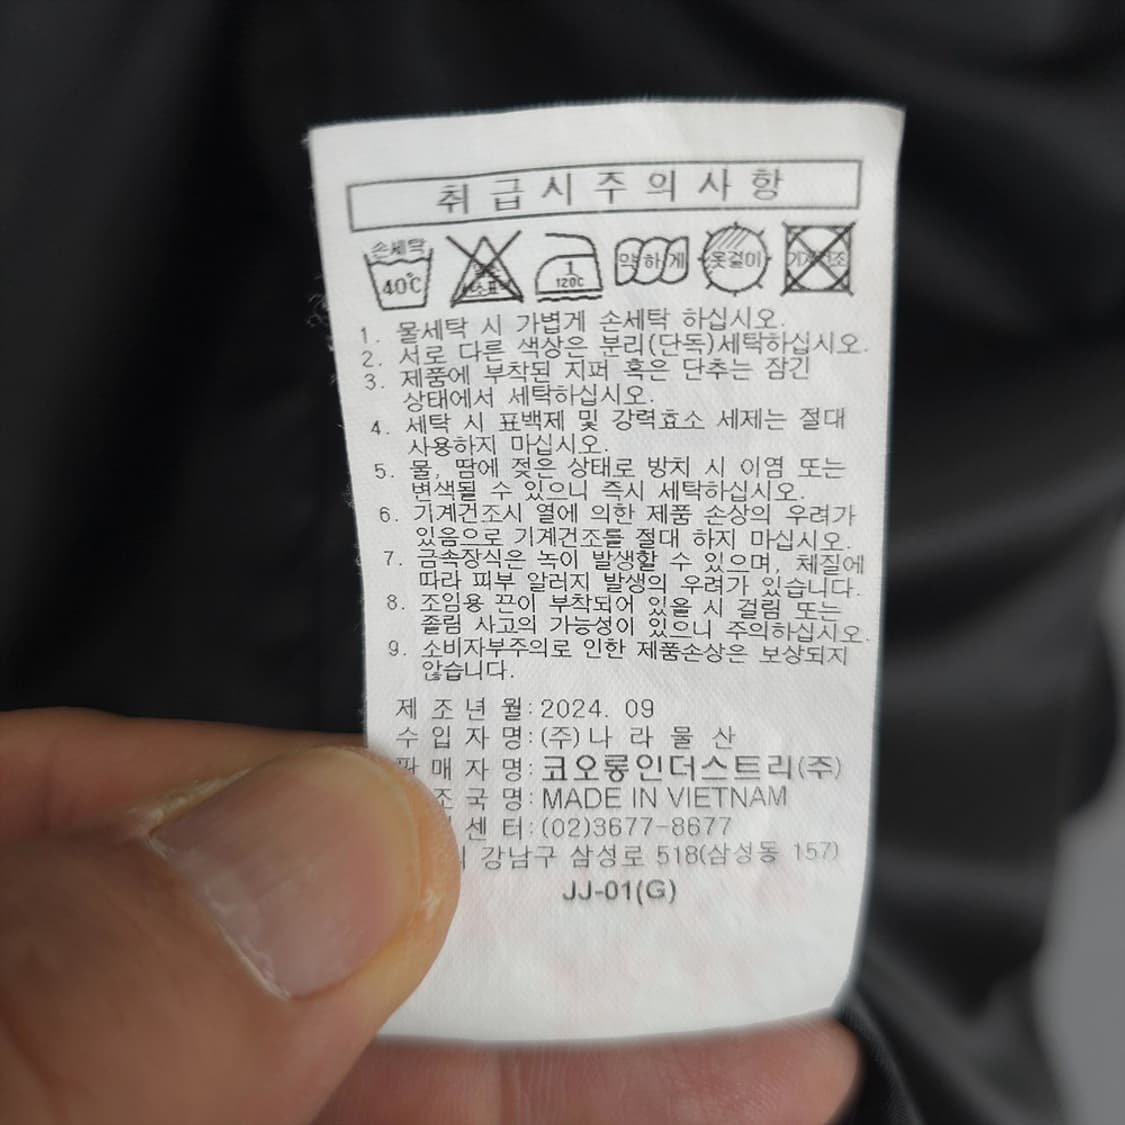 취급시주의사항
손세탁 40℃
1 120℃
약하게
옷걸이
1. 물세탁 시 가볍게 손세탁 하십시오.
2. 서로 다른 색상은 분리(단독)세탁하십시오.
3. 제품에 부착된 지퍼 혹은 단추는 잠긴
상태에서 세탁하십시오.
4. 세탁 시 표백제 및 강력효소 세제는 절대
사용하지 마십시오.
5. 물, 땀에 젖은 상태로 방치 시 이염 또는
변색될 수 있으니 즉시 세탁하십시오.
6. 기계건조시 열에 의한 제품 손상의 우려가
있음으로 기계건조를 절대 하지 마십시오.
7. 금속장식은 녹이 발생할 수 있으며, 체질에
따라 피부 알러지 발생의 우려가 있습니다.
8. 조임용 끈이 부착되어 있을 시 걸림 또는
졸림 사고의 가능성이 있으니 주의하십시오.
9. 소비자부주의로 인한 제품손상은 보상되지
않습니다.
제조년월:2024. 09
수입자명:(주)나라물산
판매자명:코오롱인더스트리(주)
조국명:MADE IN VIETNAM
센터:(02)3677-8677
강남구 삼성로 518(삼성동 157)
JJ-01(G)